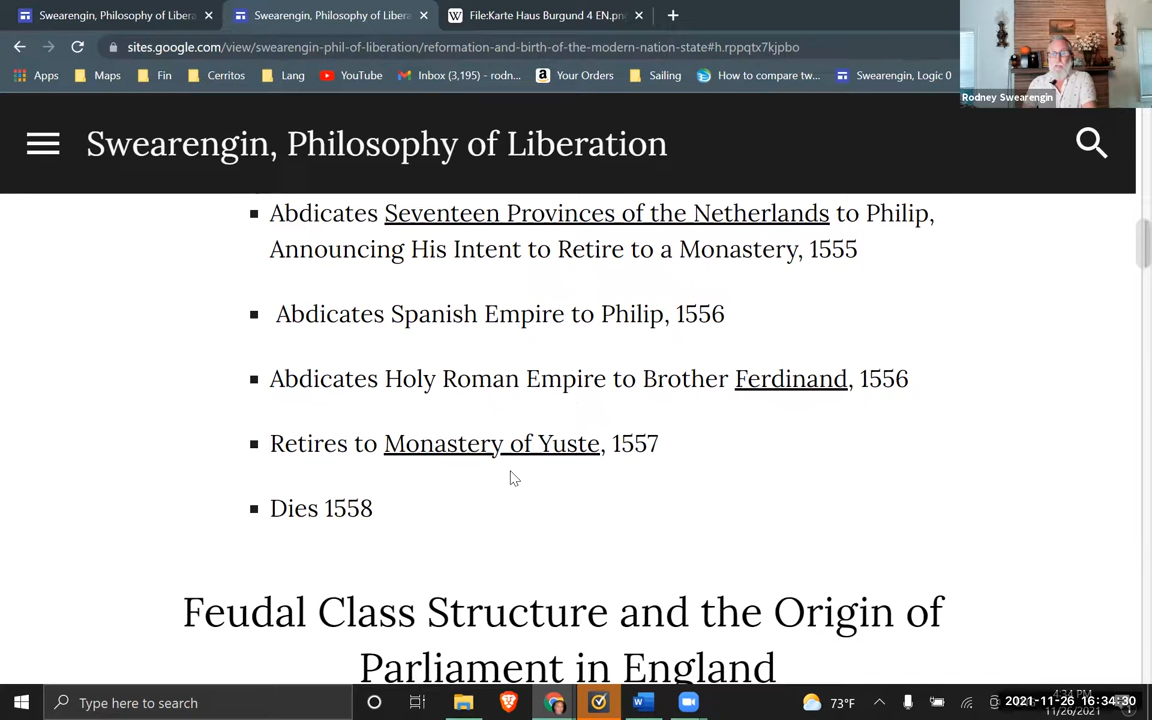 Swearengin, Philosophy of Libera
Swearengin, Philosophy of Libera
File:Karte Haus Burgund 4 EN.pn
sites.google.com/view/swearengin-phil-of-liberation/reformation-and-birth-of-the-modern-nation-state#h.rppqtx7kjpbo
Apps Maps Fin Cerritos Lang YouTube Inbox (3,195) - rodn... Your Orders Sailing How to compare tw... Swearengin, Logic 0
Rodney Swearengin
Swearengin, Philosophy of Liberation
Abdicates Seventeen Provinces of the Netherlands to Philip,
Announcing His Intent to Retire to a Monastery, 1555
Abdicates Spanish Empire to Philip, 1556
Abdicates Holy Roman Empire to Brother Ferdinand, 1556
Retires to Monastery of Yuste, 1557
Dies 1558
Feudal Class Structure and the Origin of
Parliament in England
Type here to search
73°F
4:34 PM
2021-11-26 16:34:30
11/26/2021